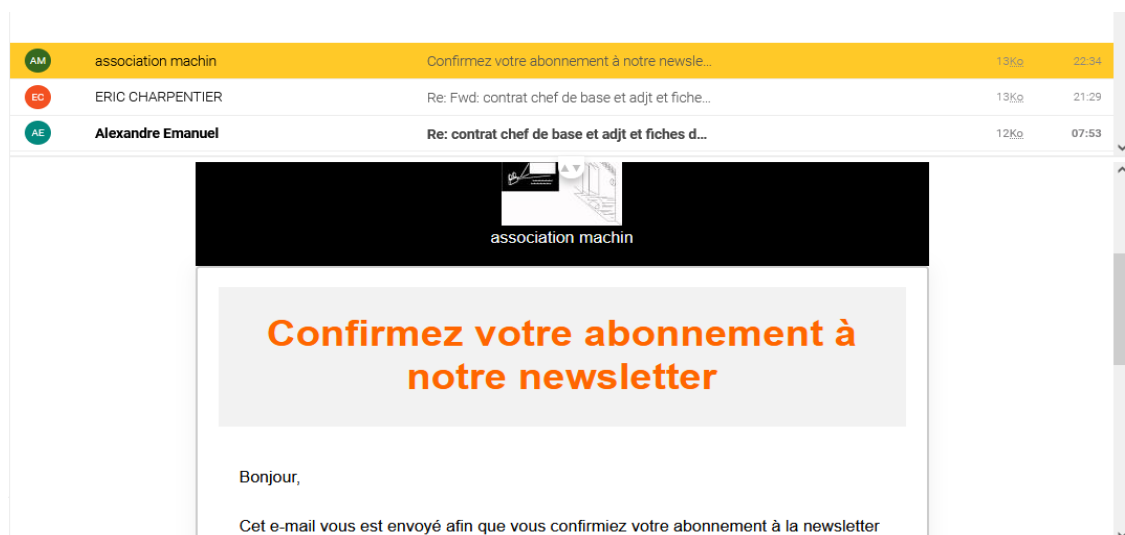 AM association machin Confirmez votre abonnement à notre newsle... 13Ko 22:34
EC ERIC CHARPENTIER Re: Fwd: contrat chef de base et adjt et fiche... 13Ko 21:29
AE Alexandre Emanuel Re: contrat chef de base et adjt et fiches d... 12Ko 07:53
association machin
Confirmez votre abonnement à
notre newsletter
Bonjour,
Cet e-mail vous est envoyé afin que vous confirmiez votre abonnement à la newsletter